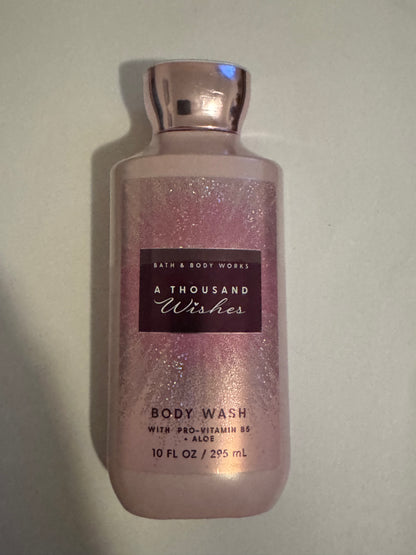 BATH & BODY WORKS
A THOUSAND
Wishes
BODY WASH
WITH PRO-VITAMIN B5
+ ALOE
10 FL OZ / 295 mL